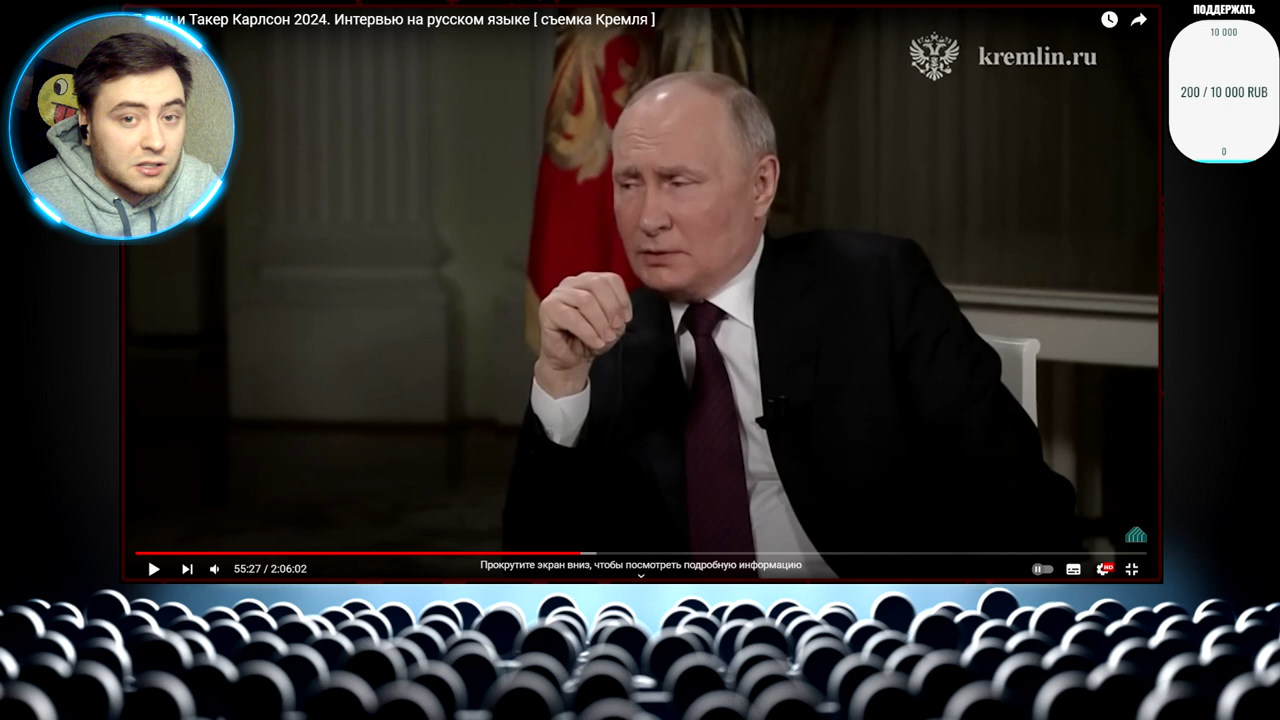 и Такер Карлсон 2024. Интервью на русском языке [ съемка Кремля ]
ПОДДЕРЖАТЬ
10 000
200 / 10 000 RUB
0
kremlin.ru
55:27 / 2:06:02
Прокрутите экран вниз, чтобы посмотреть подробную информацию
HD